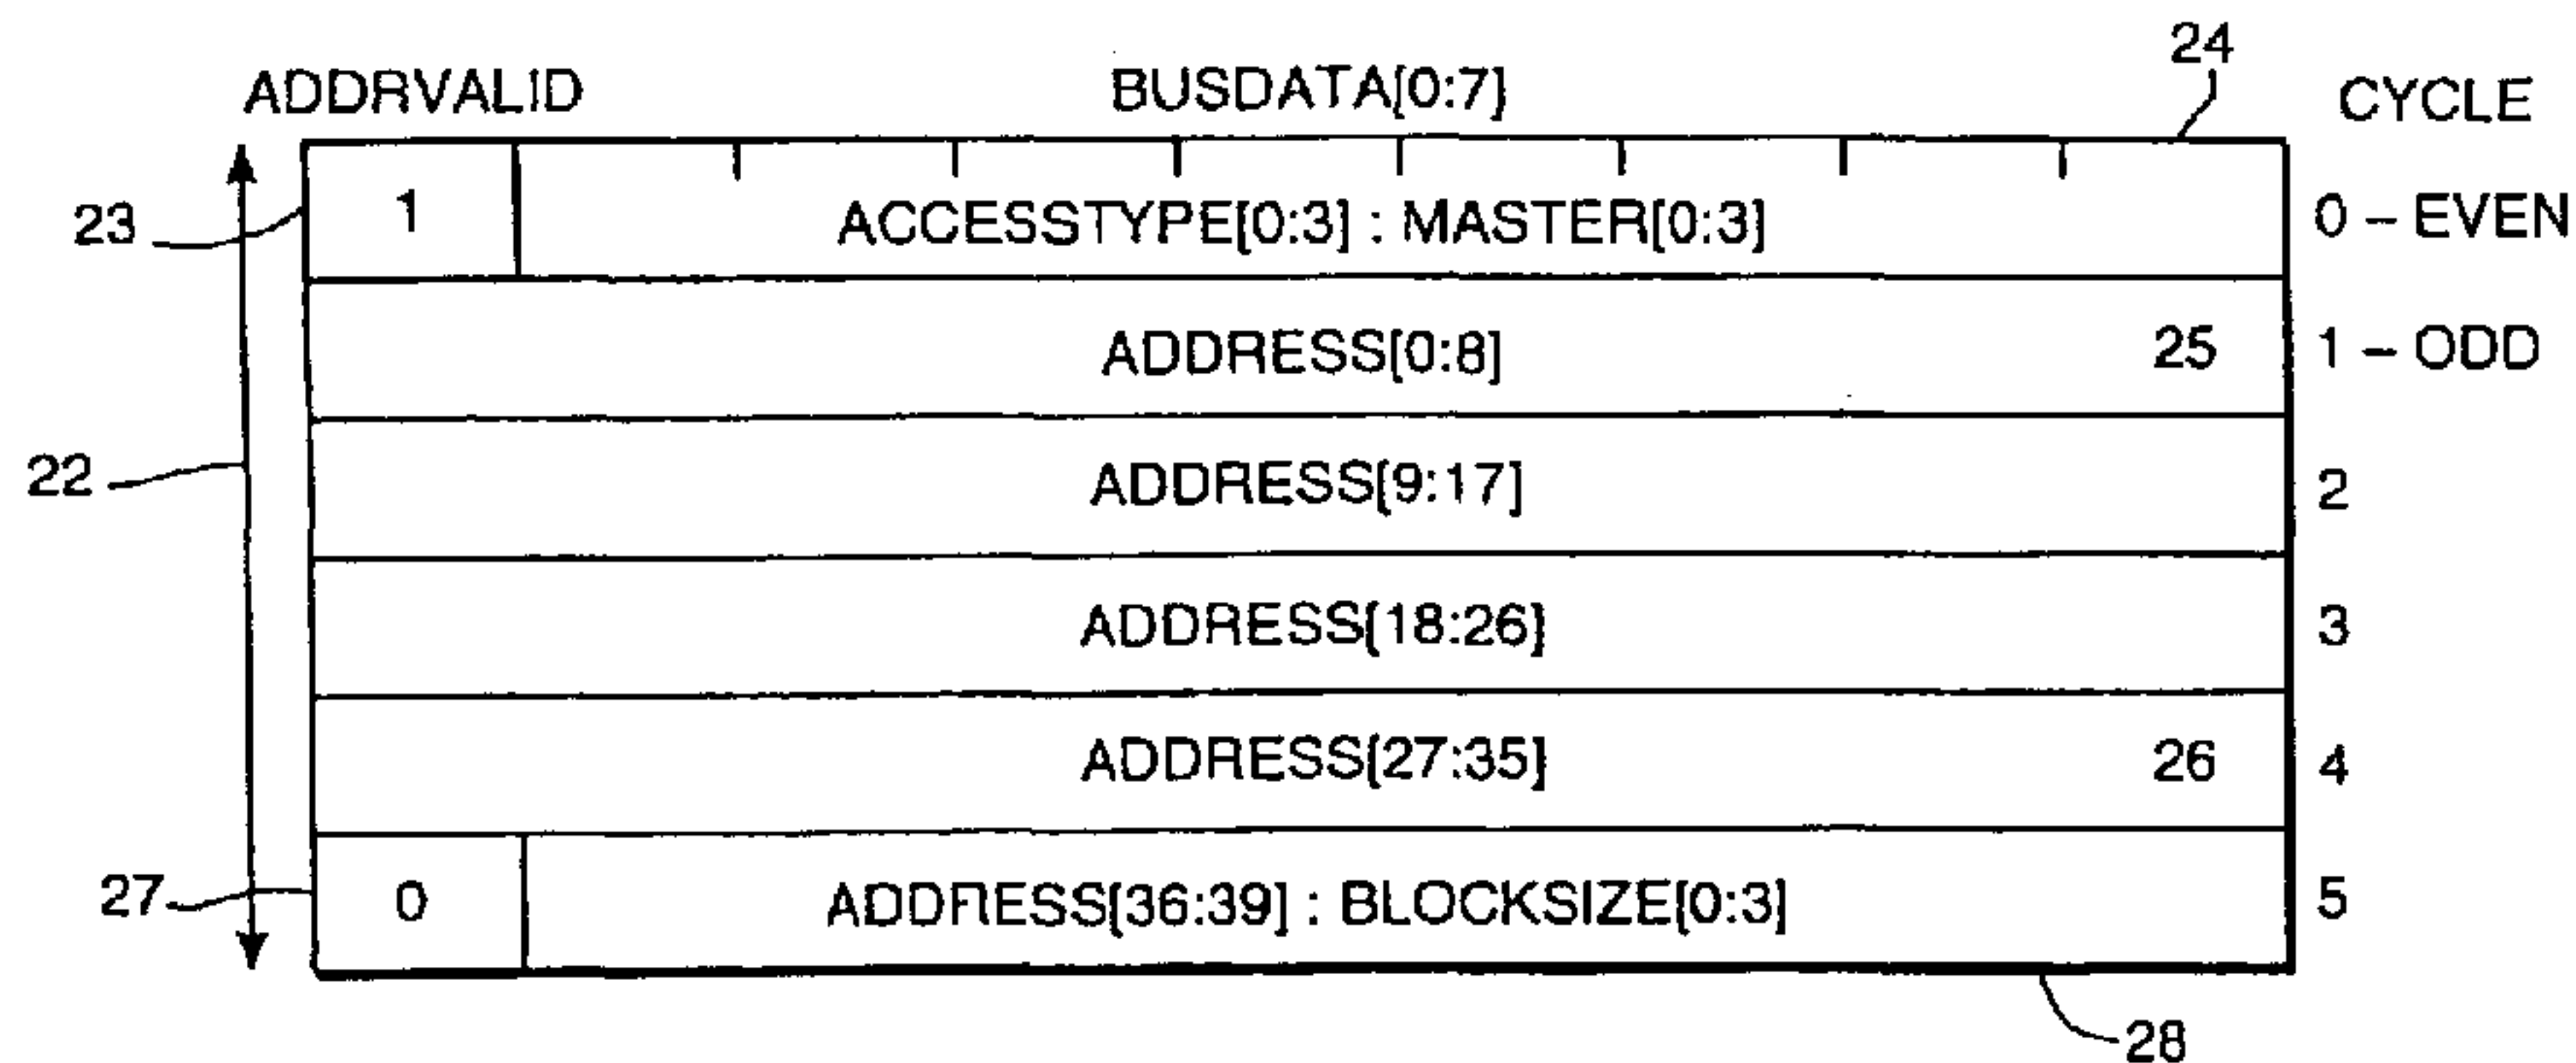 24
ADDRVALID BUSDATA[0:7] CYCLE
23 1 ACCESSTYPE[0:3] : MASTER[0:3] 0 – EVEN
ADDRESS[0:8] 25 1 – ODD
22 ADDRESS[9:17] 2
ADDRESS[18:26] 3
ADDRESS[27:35] 26 4
27 0 ADDRESS[36:39] : BLOCKSIZE[0:3] 5
28